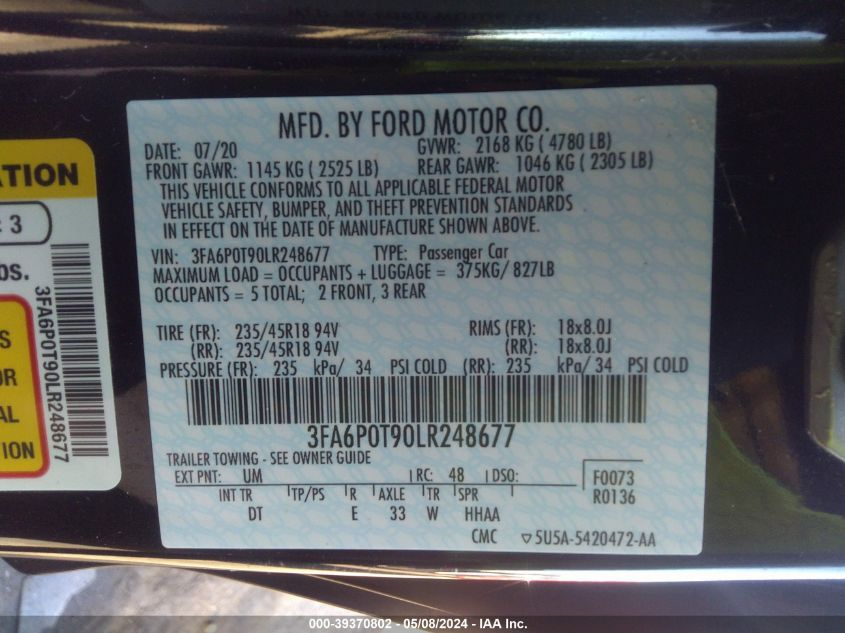 MFD. BY FORD MOTOR CO.
DATE: 07/20 GVWR: 2168 KG ( 4780 LB)
FRONT GAWR: 1145 KG ( 2525 LB) REAR GAWR: 1046 KG ( 2305 LB)
THIS VEHICLE CONFORMS TO ALL APPLICABLE FEDERAL MOTOR
VEHICLE SAFETY, BUMPER, AND THEFT PREVENTION STANDARDS
IN EFFECT ON THE DATE OF MANUFACTURE SHOWN ABOVE.
VIN: 3FA6P0T90LR248677 TYPE: Passenger Car
MAXIMUM LOAD = OCCUPANTS + LUGGAGE = 375KG/ 827LB
OCCUPANTS = 5 TOTAL; 2 FRONT, 3 REAR
TIRE (FR): 235/45R18 94V RIMS (FR): 18x8.0J
(RR): 235/45R18 94V (RR): 18x8.0J
PRESSURE (FR): 235 kPa/ 34 PSI COLD (RR): 235 kPa/ 34 PSI COLD
3FA6P0T90LR248677
TRAILER TOWING - SEE OWNER GUIDE
EXT PNT: UM RC: 48 DSO: F0073
INT TR TP/PS R AXLE TR SPR R0136
DT E 33 W HHAA
CMC ▽5U5A-5420472-AA
ATION
: 3
bs.
3FA6P0T90LR248677
S
OR
AL
TION
000-39370802 - 05/08/2024 - IAA Inc.